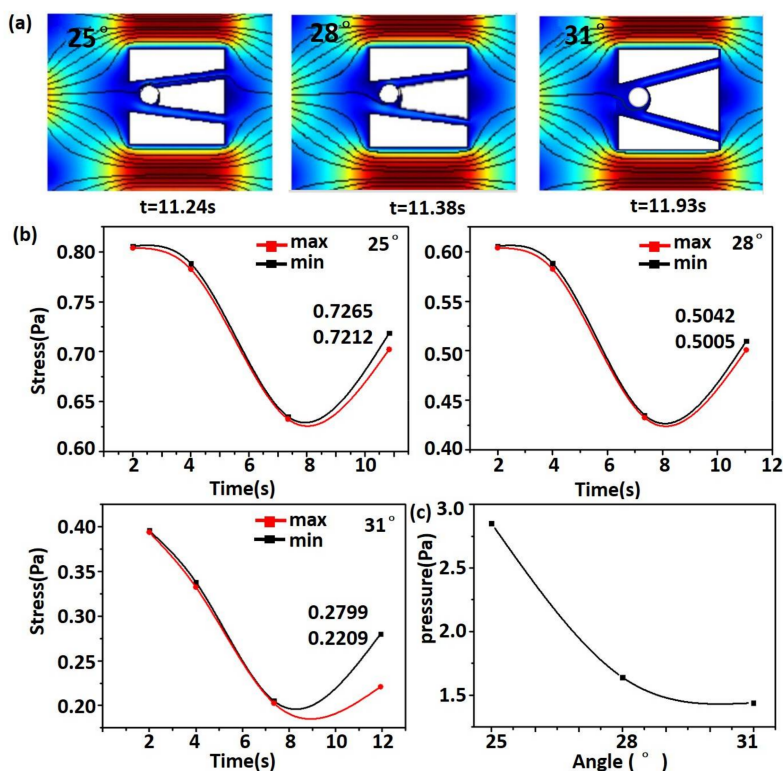 (a)
25°
28°
31°
t=11.24s
t=11.38s
t=11.93s
(b)
0.80
0.75
0.70
0.65
0.60
Stress(Pa)
max
min
25°
0.7265
0.7212
2
4
6
8
10
Time(s)
0.60
0.55
0.50
0.45
0.40
Stress(Pa)
max
min
28°
0.5042
0.5005
2
4
6
8
10
12
Time(s)
0.40
0.35
0.30
0.25
0.20
Stress(Pa)
max
min
31°
0.2799
0.2209
2
4
6
8
10
12
Time(s)
(c)
3.0
2.5
2.0
1.5
pressure(Pa)
25
28
31
Angle(°)